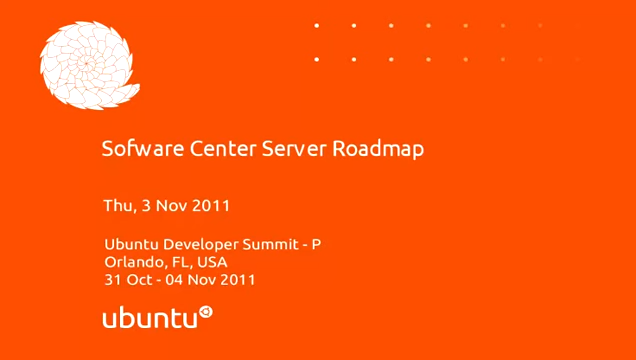 Sofware Center Server Roadmap
Thu, 3 Nov 2011
Ubuntu Developer Summit - P
Orlando, FL, USA
31 Oct - 04 Nov 2011
ubuntu